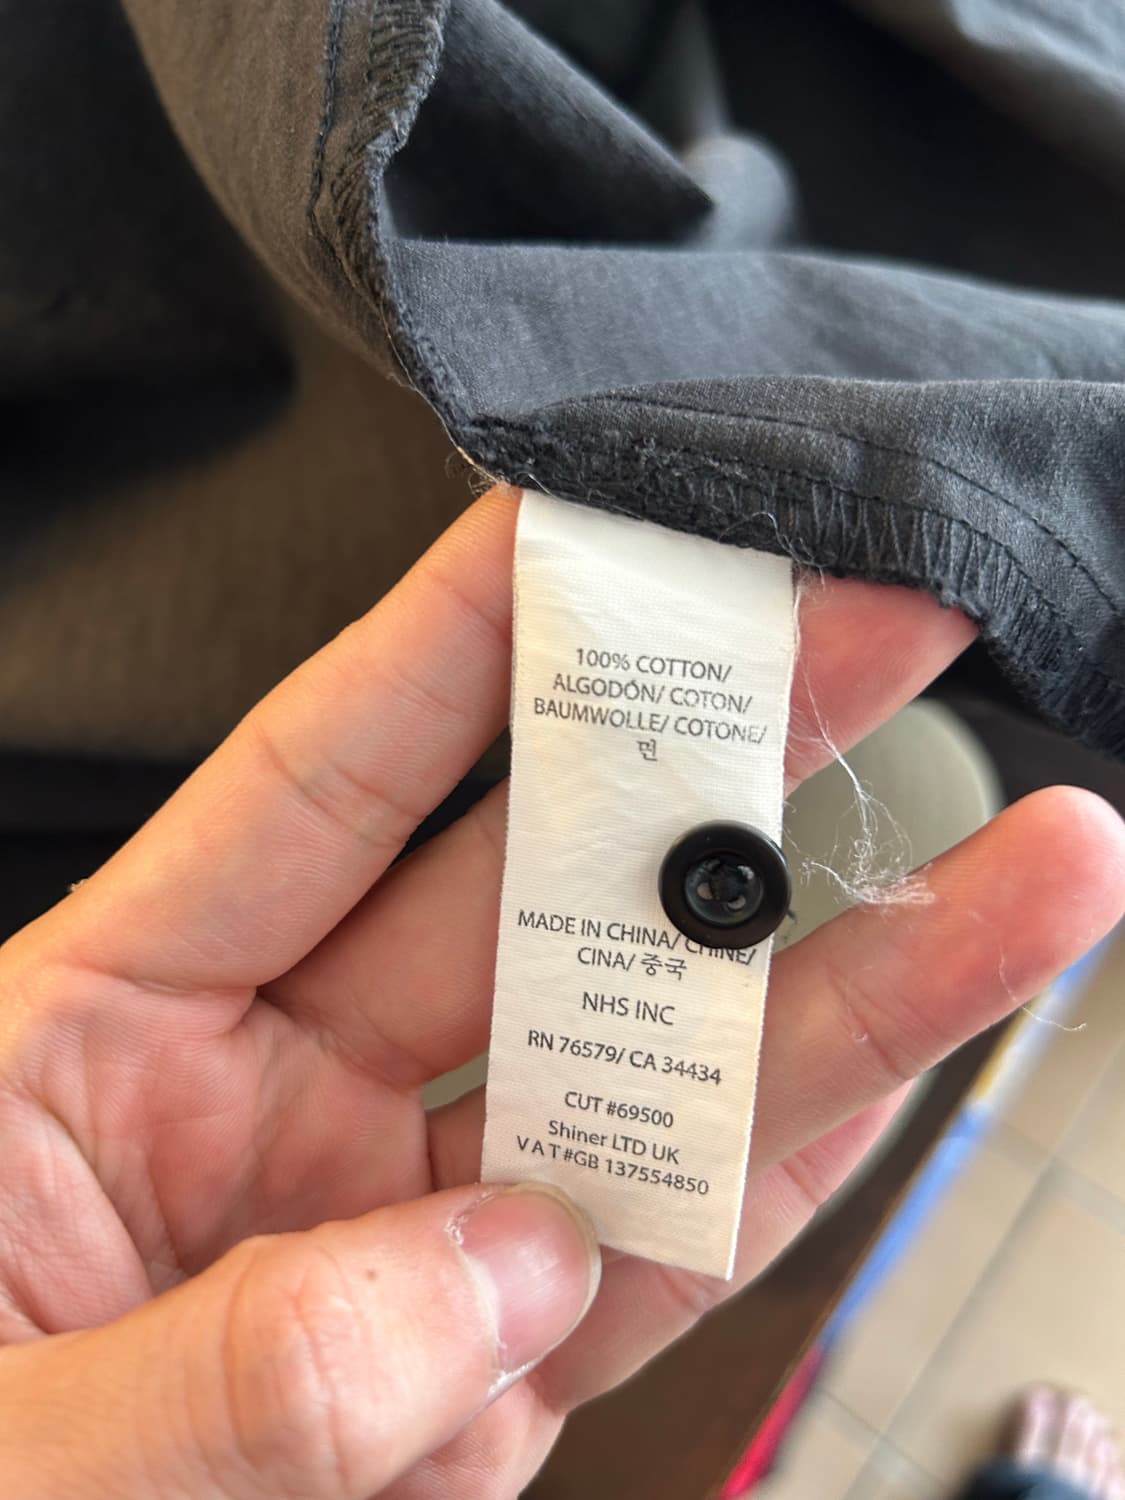 100% COTTON/
ALGODÓN/ COTON/
BAUMWOLLE/ COTONE/
면
MADE IN CHINA/ CHINE/
CINA/ 중국
NHS INC
RN 76579/ CA 34434
CUT #69500
Shiner LTD UK
VAT#GB 137554850